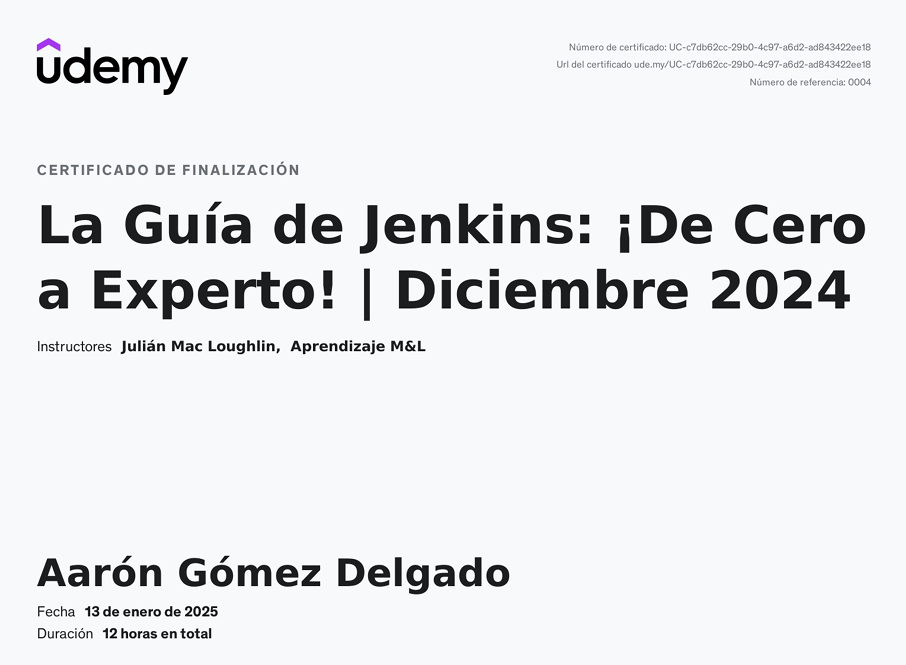 udemy
Número de certificado: UC-c7db62cc-29b0-4c97-a6d2-ad843422ee18
Url del certificado ude.my/UC-c7db62cc-29b0-4c97-a6d2-ad843422ee18
Número de referencia: 0004
CERTIFICADO DE FINALIZACIÓN
La Guía de Jenkins: ¡De Cero
a Experto! | Diciembre 2024
Instructores Julián Mac Loughlin, Aprendizaje M&L
Aarón Gómez Delgado
Fecha 13 de enero de 2025
Duración 12 horas en total